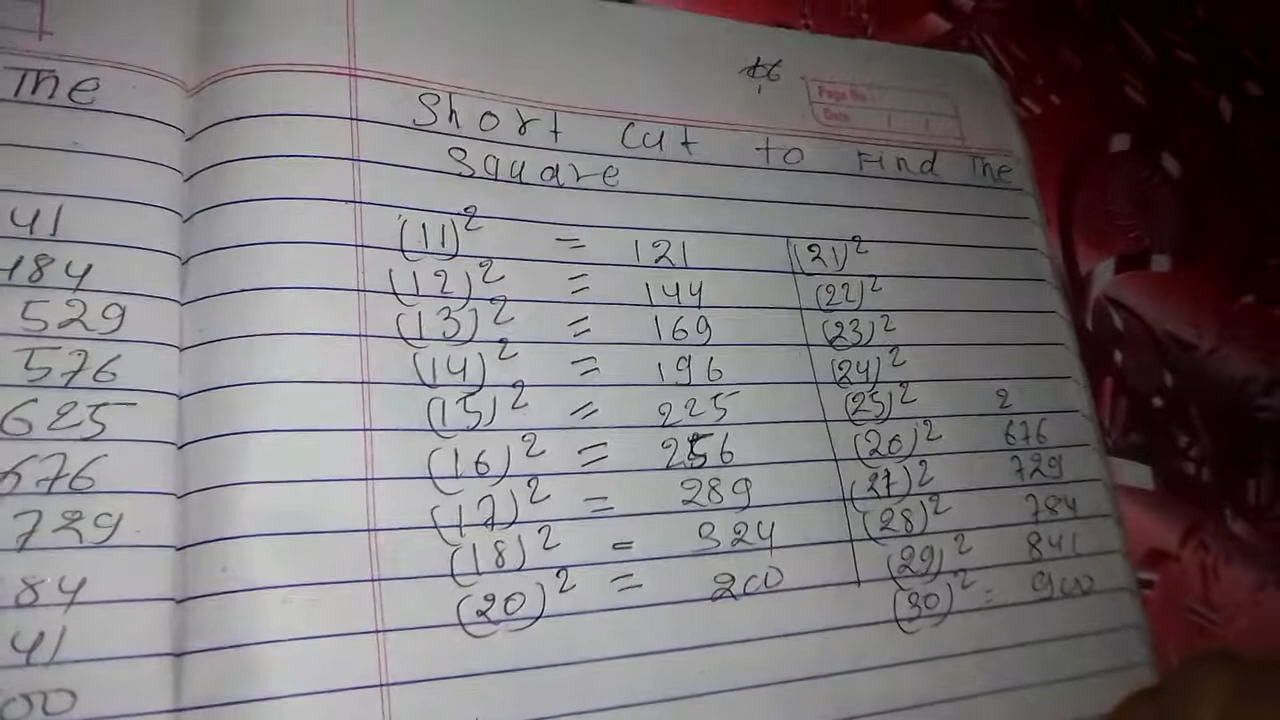 The
41
484
529
576
625
676
729
84
41
00
Page No
Date
Short cut to Find The
Square
(11)² = 121 (21)²
(12)² = 144 (22)²
(13)² = 169 (23)²
(14)² = 196 (24)²
(15)² = 225 (25)² 2
(16)² = 256 (26)² 676
(17)² = 289 (27)² 729
(18)² = 324 (28)² 784
(29)² 841
(20)² = 200 (30)² = 900